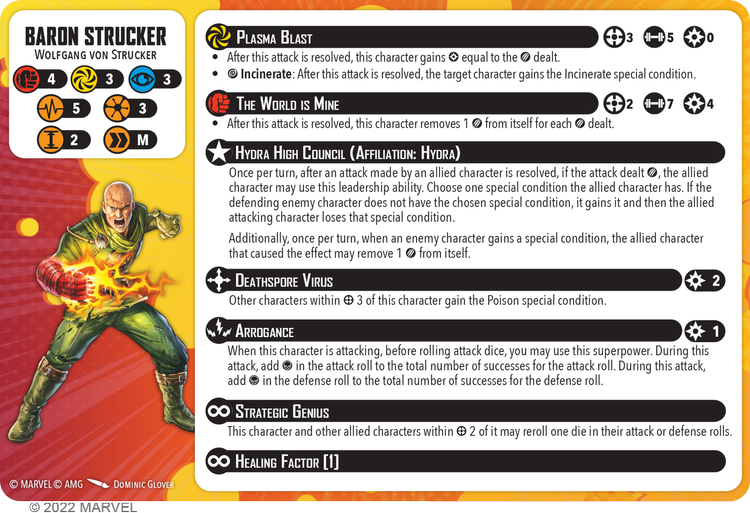 BARON STRUCKER
WOLFGANG VON STRUCKER
4 3 3
5 3
2 M
PLASMA BLAST 3 5 0
• After this attack is resolved, this character gains equal to the dealt.
• Incinerate: After this attack is resolved, the target character gains the Incinerate special condition.
THE WORLD IS MINE 2 7 4
• After this attack is resolved, this character removes 1 from itself for each dealt.
HYDRA HIGH COUNCIL (AFFILIATION: HYDRA)
Once per turn, after an attack made by an allied character is resolved, if the attack dealt , the allied
character may use this leadership ability. Choose one special condition the allied character has. If the
defending enemy character does not have the chosen special condition, it gains it and then the allied
attacking character loses that special condition.
Additionally, once per turn, when an enemy character gains a special condition, the allied character
that caused the effect may remove 1 from itself.
DEATHSPORE VIRUS 2
Other characters within 3 of this character gain the Poison special condition.
ARROGANCE 1
When this character is attacking, before rolling attack dice, you may use this superpower. During this
attack, add in the attack roll to the total number of successes for the attack roll. During this attack,
add in the defense roll to the total number of successes for the defense roll.
STRATEGIC GENIUS
This character and other allied characters within 2 of it may reroll one die in their attack or defense rolls.
HEALING FACTOR [1]
© MARVEL © AMG DOMINIC GLOVER
© 2022 MARVEL